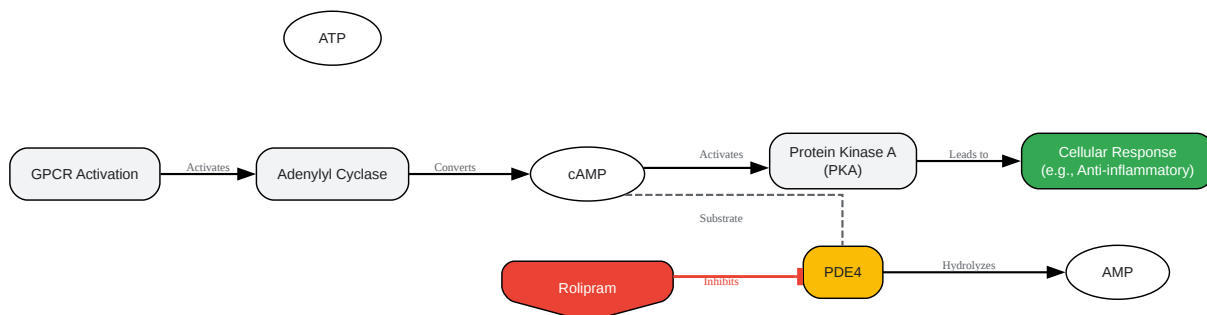 ATP
GPCR Activation
Activates
Adenylyl Cyclase
Converts
cAMP
Activates
Protein Kinase A
(PKA)
Leads to
Cellular Response
(e.g., Anti-inflammatory)
Substrate
Rolipram
Inhibits
PDE4
Hydrolyzes
AMP